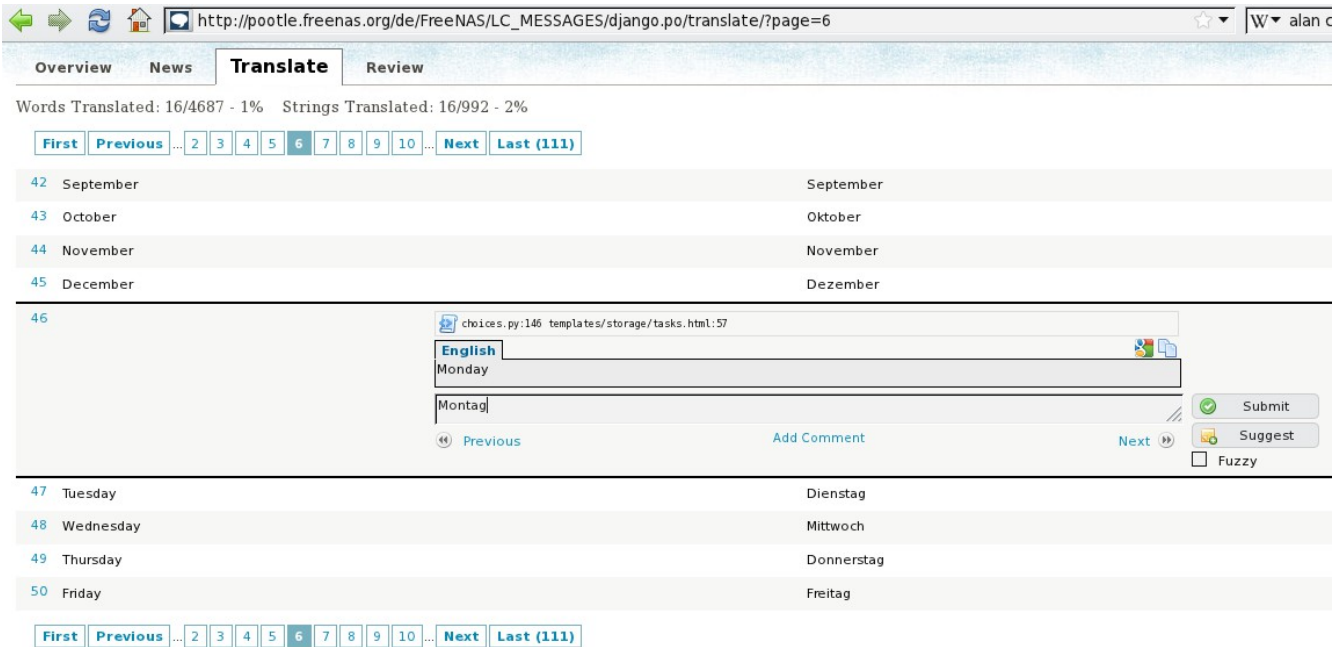 http://pootle.freenas.org/de/FreeNAS/LC_MESSAGES/django.po/translate/?page=6 W alan
Overview News Translate Review
Words Translated: 16/4687 - 1% Strings Translated: 16/992 - 2%
First Previous ... 2 3 4 5 6 7 8 9 10 ... Next Last (111)
42 September September
43 October Oktober
44 November November
45 December Dezember
46
choices.py:146 templates/storage/tasks.html:57
English
Monday
Montag
Submit
Previous Add Comment Next
Suggest
Fuzzy
47 Tuesday Dienstag
48 Wednesday Mittwoch
49 Thursday Donnerstag
50 Friday Freitag
First Previous ... 2 3 4 5 6 7 8 9 10 ... Next Last (111)